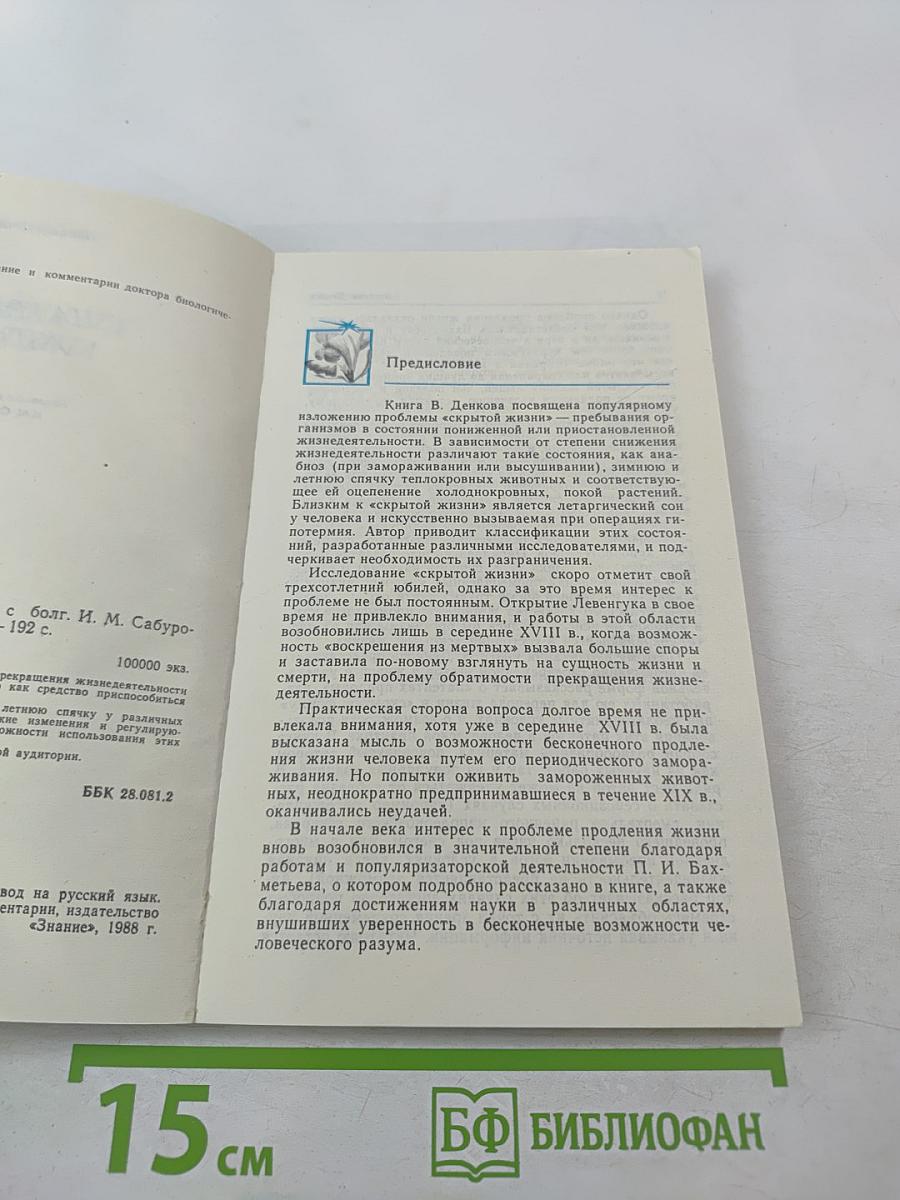 ние и комментарии доктора биологиче-
с болг. И. М. Сабуро-
– 192 с.
100000 экз.
рекращения жизнедеятельности
как средство приспособиться
летнюю спячку у различных
кие изменения и регулирую-
ожности использования этих
ой аудитории.
ББК 28.081.2
вод на русский язык.
ентарии, издательство
«Знание», 1988 г.
Предисловие
Книга В. Денкова посвящена популярному
изложению проблемы «скрытой жизни» — пребывания ор-
ганизмов в состоянии пониженной или приостановленной
жизнедеятельности. В зависимости от степени снижения
жизнедеятельности различают такие состояния, как ана-
биоз (при замораживании или высушивании), зимнюю и
летнюю спячку теплокровных животных и соответствую-
щее ей оцепенение холоднокровных, покой растений.
Близким к «скрытой жизни» является летаргический сон
у человека и искусственно вызываемая при операциях ги-
потермия. Автор приводит классификации этих состоя-
ний, разработанные различными исследователями, и под-
черкивает необходимость их разграничения.
Исследование «скрытой жизни» скоро отметит свой
трехсотлетний юбилей, однако за это время интерес к
проблеме не был постоянным. Открытие Левенгука в свое
время не привлекло внимания, и работы в этой области
возобновились лишь в середине XVIII в., когда возмож-
ность «воскрешения из мертвых» вызвала большие споры
и заставила по-новому взглянуть на сущность жизни и
смерти, на проблему обратимости прекращения жизне-
деятельности.
Практическая сторона вопроса долгое время не при-
влекала внимания, хотя уже в середине XVIII в. была
высказана мысль о возможности бесконечного продле-
ния жизни человека путем его периодического замора-
живания. Но попытки оживить замороженных живот-
ных, неоднократно предпринимавшиеся в течение XIX в.,
оканчивались неудачей.
В начале века интерес к проблеме продления жизни
вновь возобновился в значительной степени благодаря
работам и популяризаторской деятельности П. И. Бах-
метьева, о котором подробно рассказано в книге, а также
благодаря достижениям науки в различных областях,
внушивших уверенность в бесконечные возможности че-
ловеческого разума.
15 см
БФ БИБЛИОФАН